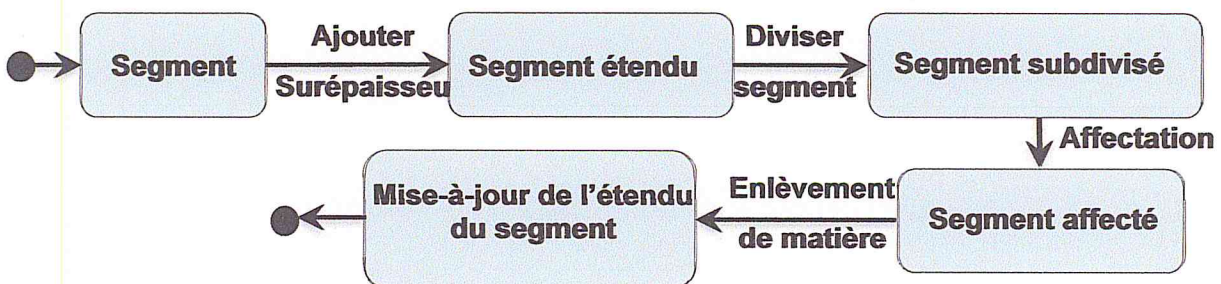 Segment
Ajouter
Surépaisseu
Segment étendu
Diviser
segment
Segment subdivisé
Affectation
Mise-à-jour de l'étendu
du segment
Enlèvement
de matière
Segment affecté